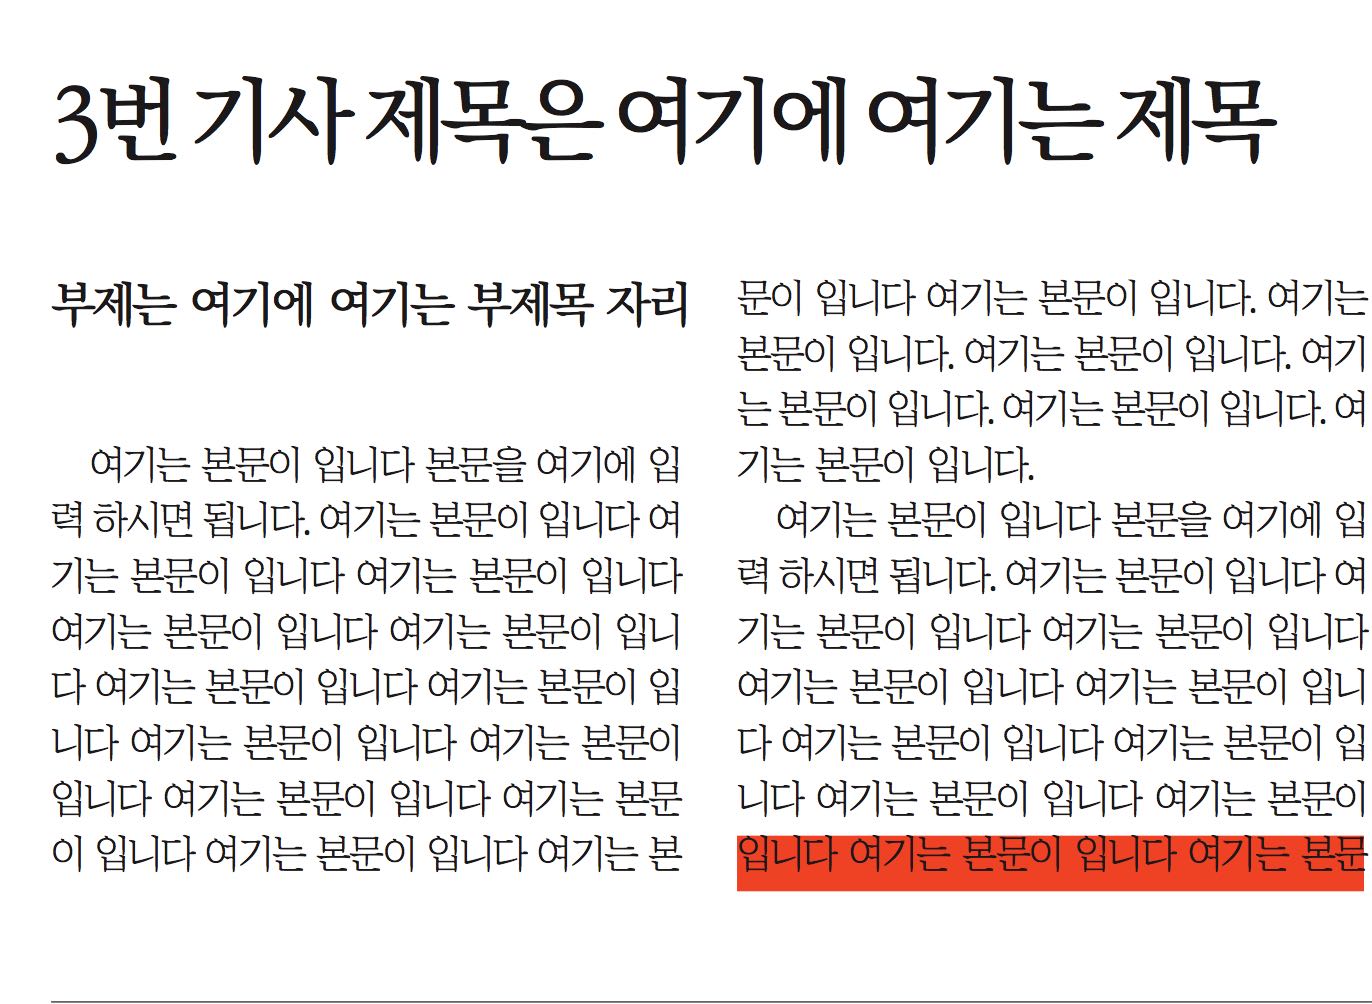 3번 기사 제목은 여기에 여기는 제목
부제는 여기에 여기는 부제목 자리
여기는 본문이 입니다 본문을 여기에 입
력 하시면 됩니다. 여기는 본문이 입니다 여
기는 본문이 입니다 여기는 본문이 입니다
여기는 본문이 입니다 여기는 본문이 입니
다 여기는 본문이 입니다 여기는 본문이 입
니다 여기는 본문이 입니다 여기는 본문이
입니다 여기는 본문이 입니다 여기는 본문
이 입니다 여기는 본문이 입니다 여기는 본
문이 입니다 여기는 본문이 입니다. 여기는
본문이 입니다. 여기는 본문이 입니다. 여기
는 본문이 입니다. 여기는 본문이 입니다. 여
기는 본문이 입니다.
여기는 본문이 입니다 본문을 여기에 입
력 하시면 됩니다. 여기는 본문이 입니다 여
기는 본문이 입니다 여기는 본문이 입니다
여기는 본문이 입니다 여기는 본문이 입니
다 여기는 본문이 입니다 여기는 본문이 입
니다 여기는 본문이 입니다 여기는 본문이
입니다 여기는 본문이 입니다 여기는 본문